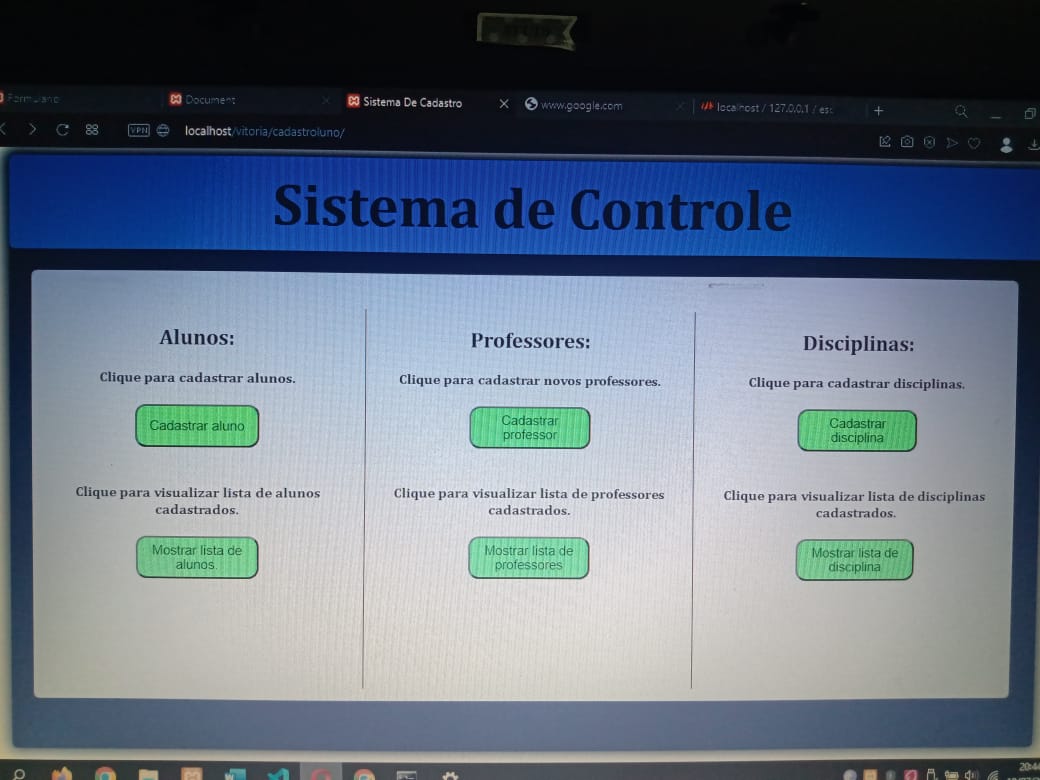 Formulario
Document
Sistema De Cadastro
www.google.com
localhost / 127.0.0.1 / esc
VPN
localhost/vitoria/cadastroluno/
Sistema de Controle
Alunos:
Clique para cadastrar alunos.
Cadastrar aluno
Clique para visualizar lista de alunos
cadastrados.
Mostrar lista de
alunos.
Professores:
Clique para cadastrar novos professores.
Cadastrar
professor
Clique para visualizar lista de professores
cadastrados.
Mostrar lista de
professores
Disciplinas:
Clique para cadastrar disciplinas.
Cadastrar
disciplina
Clique para visualizar lista de disciplinas
cadastrados.
Mostrar lista de
disciplina